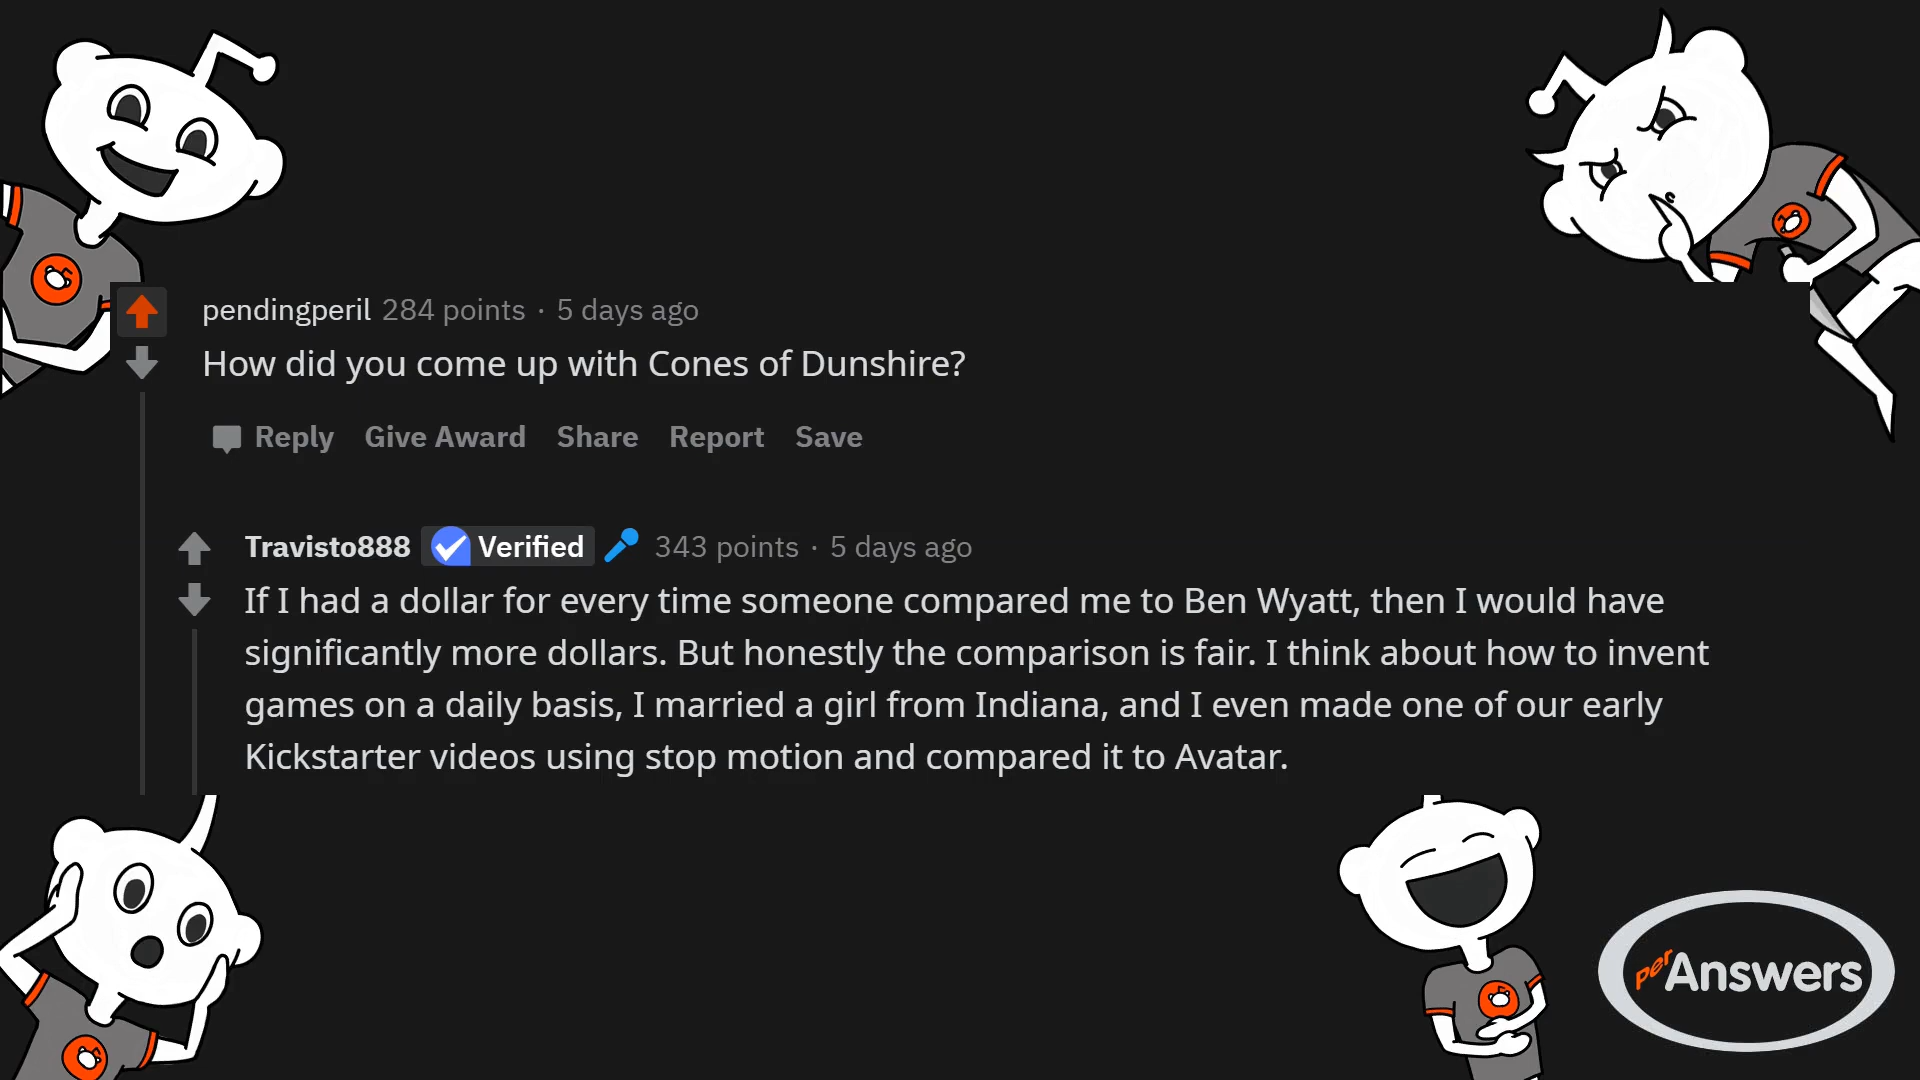 pendingperil 284 points · 5 days ago
How did you come up with Cones of Dunshire?
Reply Give Award Share Report Save
Travisto888 Verified 343 points · 5 days ago
If I had a dollar for every time someone compared me to Ben Wyatt, then I would have
significantly more dollars. But honestly the comparison is fair. I think about how to invent
games on a daily basis, I married a girl from Indiana, and I even made one of our early
Kickstarter videos using stop motion and compared it to Avatar.
perAnswers